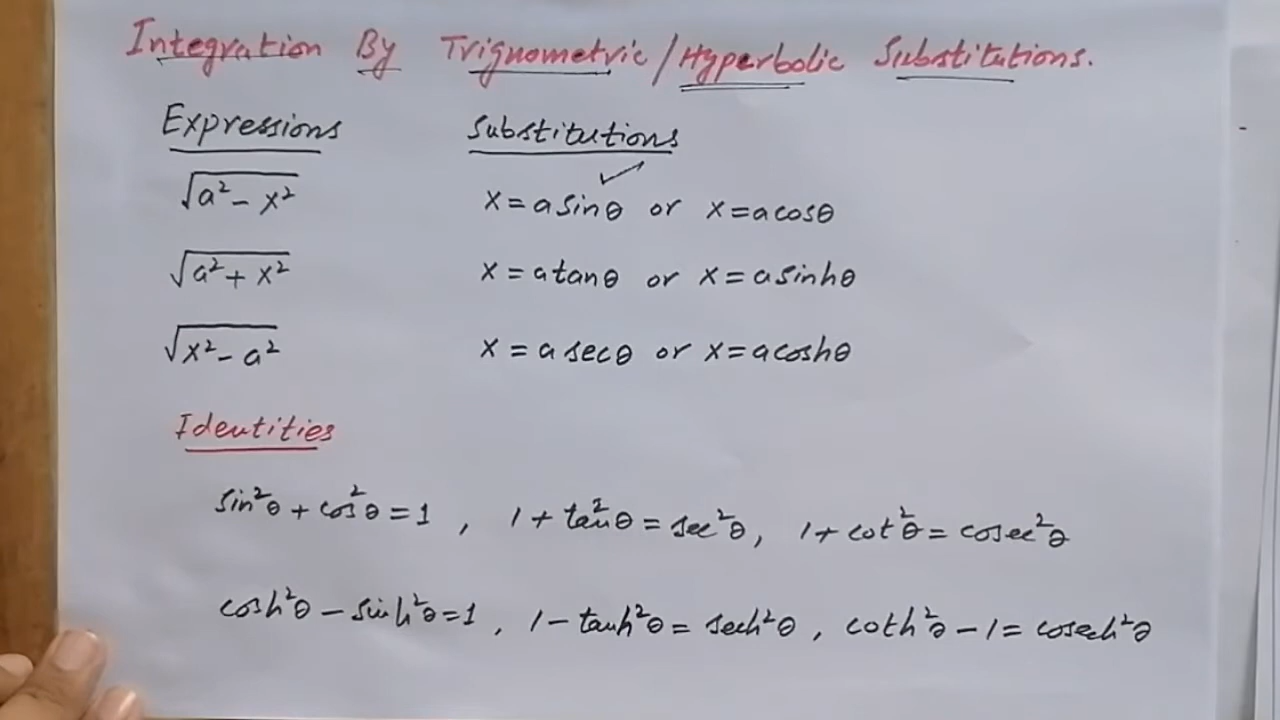 Integration By Trignometric/Hyperbolic Substitutions.
Expressions Substitutions
√a² - x² x = a sinθ or x = a cosθ
√a² + x² x = a tanθ or x = a sinhθ
√x² - a² x = a secθ or x = a coshθ
Identities
sin²θ + cos²θ = 1 , 1 + tan²θ = sec²θ, 1 + cot²θ = cosec²θ
cosh²θ - sinh²θ = 1 , 1 - tanh²θ = sech²θ , coth²θ - 1 = cosech²θ